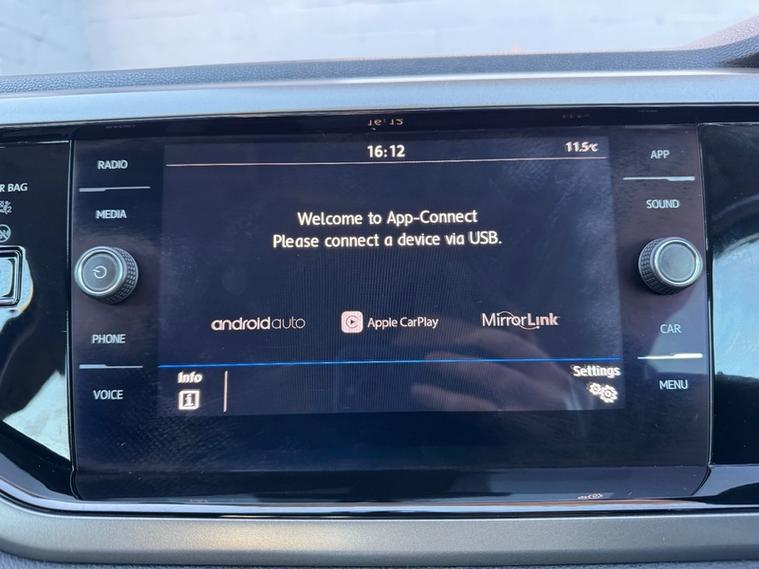 16:12
11.5°C
RADIO
APP
R BAG
MEDIA
SOUND
Welcome to App-Connect
Please connect a device via USB.
androidauto
Apple CarPlay
MirrorLink
PHONE
CAR
Info
Settings
VOICE
MENU